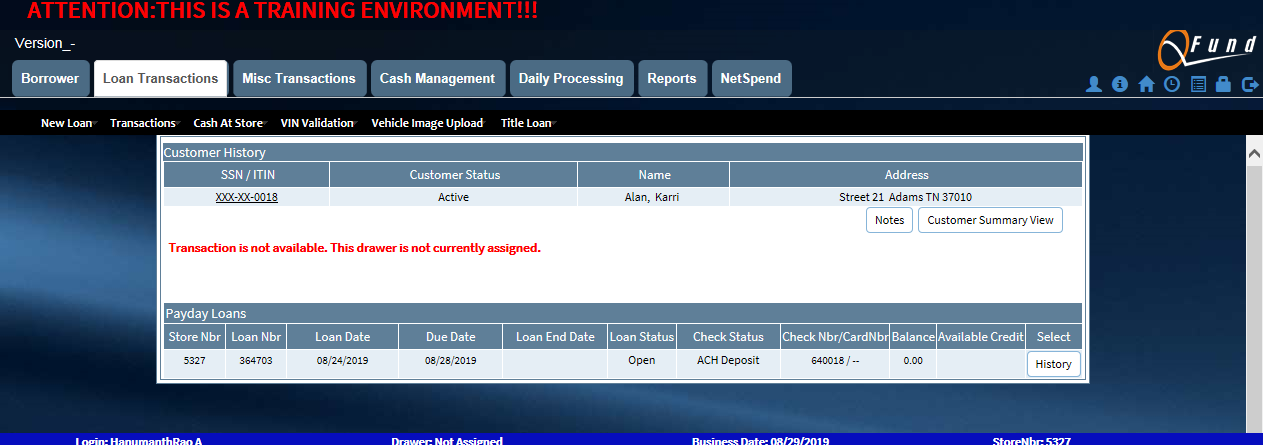 ATTENTION:THIS IS A TRAINING ENVIRONMENT!!!
Version_-
QFund
Borrower Loan Transactions Misc Transactions Cash Management Daily Processing Reports NetSpend
New Loan Transactions Cash At Store VIN Validation Vehicle Image Upload Title Loan
Customer History
SSN / ITIN Customer Status Name Address
XXX-XX-0018 Active Alan, Karri Street 21 Adams TN 37010
Notes Customer Summary View
Transaction is not available. This drawer is not currently assigned.
Payday Loans
Store Nbr Loan Nbr Loan Date Due Date Loan End Date Loan Status Check Status Check Nbr/CardNbr Balance Available Credit Select
5327 364703 08/24/2019 08/28/2019 Open ACH Deposit 640018 / -- 0.00 History
Login: HanumanthRao A Drawer: Not Assigned Business Date: 08/29/2019 StoreNbr: 5327